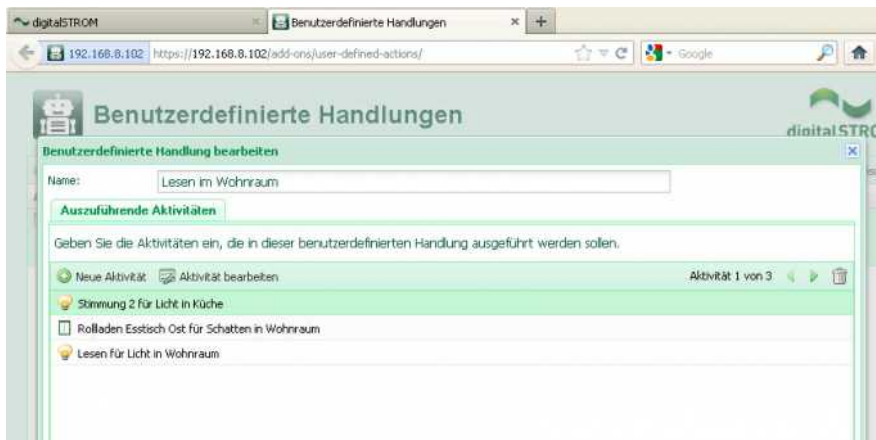 digitalSTROM
Benutzerdefinierte Handlungen
192.168.8.102 https://192.168.8.102/add-ons/user-defined-actions/
Google
Benutzerdefinierte Handlungen
digitalSTRO
Benutzerdefinierte Handlung bearbeiten
Name: Lesen im Wohnraum
Auszuführende Aktivitäten
Geben Sie die Aktivitäten ein, die in dieser benutzerdefinierten Handlung ausgeführt werden sollen.
Neue Aktivität Aktivität bearbeiten Aktivität 1 von 3
Stimmung 2 für Licht in Küche
Rollladen Esstisch Ost für Schatten in Wohnraum
Lesen für Licht in Wohnraum